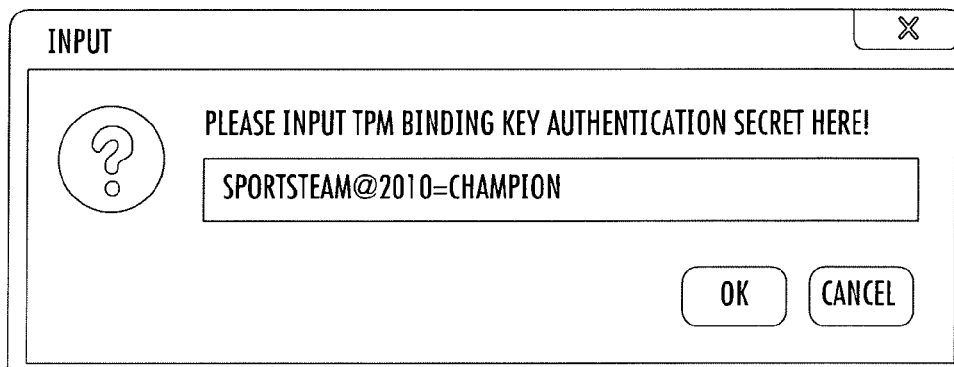 INPUT
X
PLEASE INPUT TPM BINDING KEY AUTHENTICATION SECRET HERE!
?
SPORTSTEAM@2010=CHAMPION
OK CANCEL